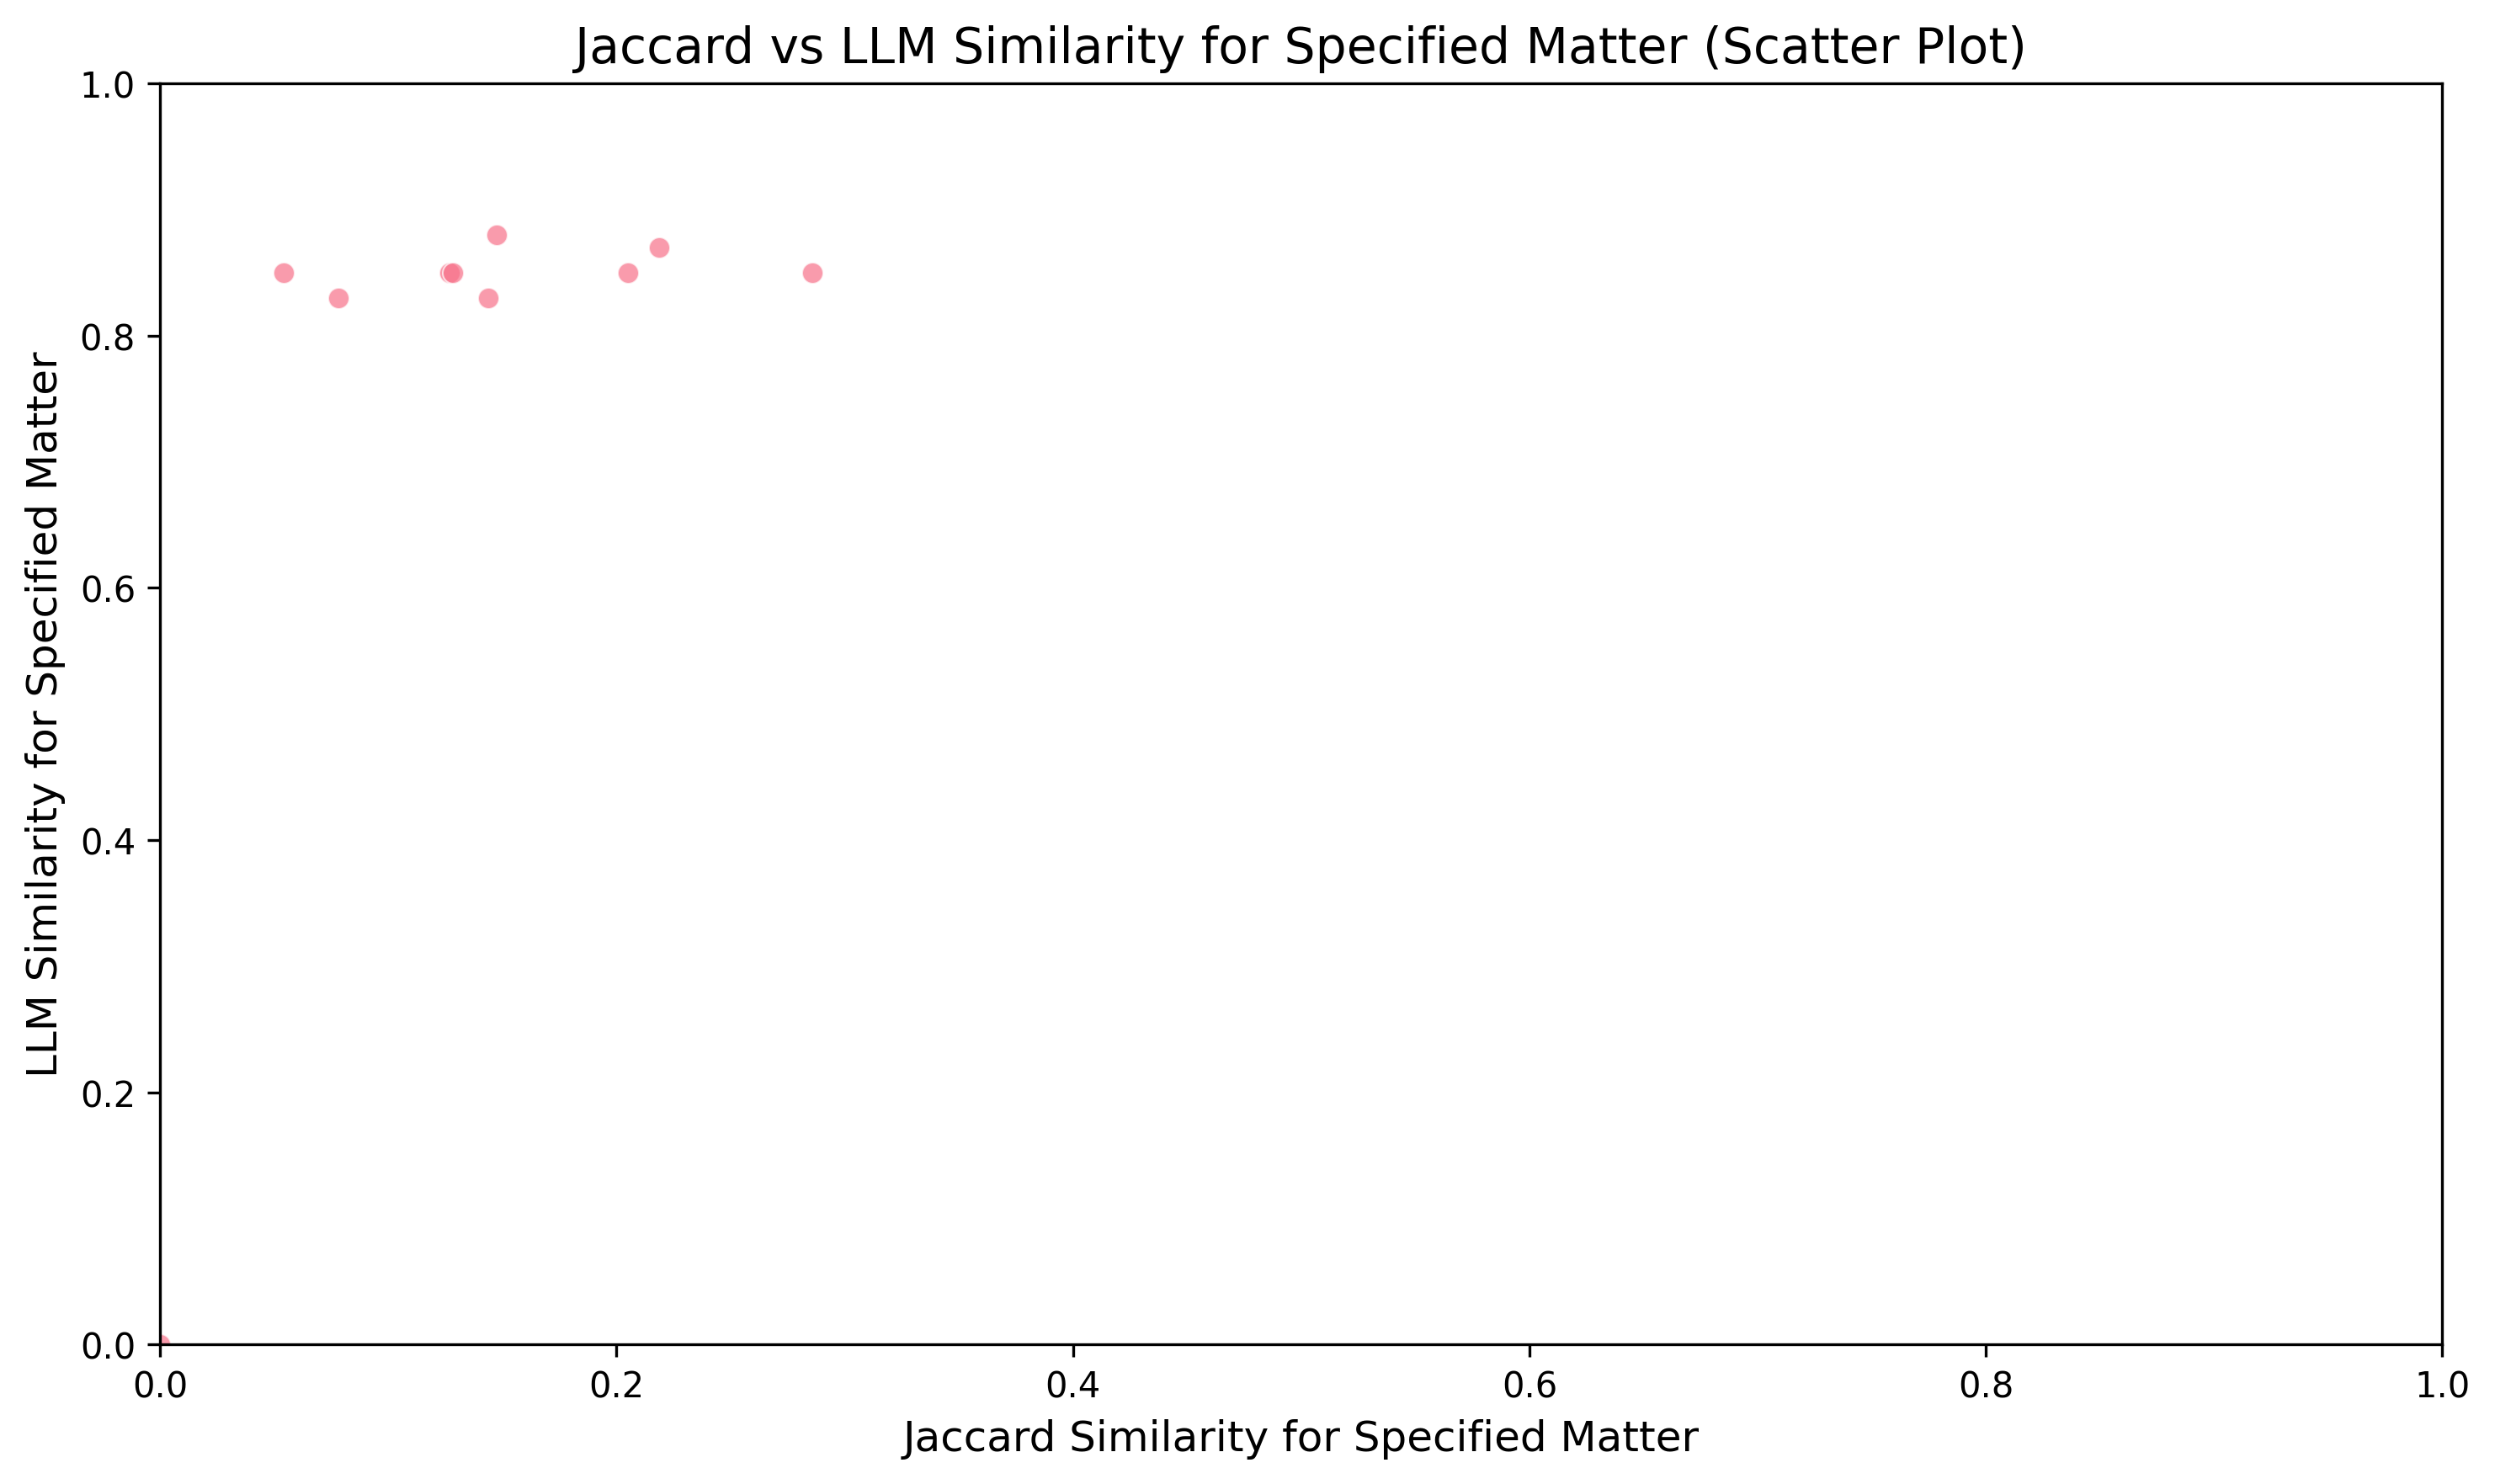 Jaccard vs LLM Similarity for Specified Matter (Scatter Plot)
1.0
0.8
0.6
0.4
0.2
0.0
LLM Similarity for Specified Matter
0.0 0.2 0.4 0.6 0.8 1.0
Jaccard Similarity for Specified Matter